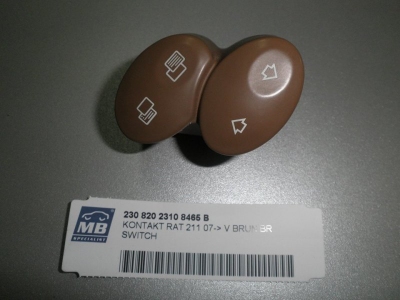 230 820 2310 8465 B
KONTAKT RAT 211 07-> V BRUN/BR
SWITCH
MB
SPECIALIST